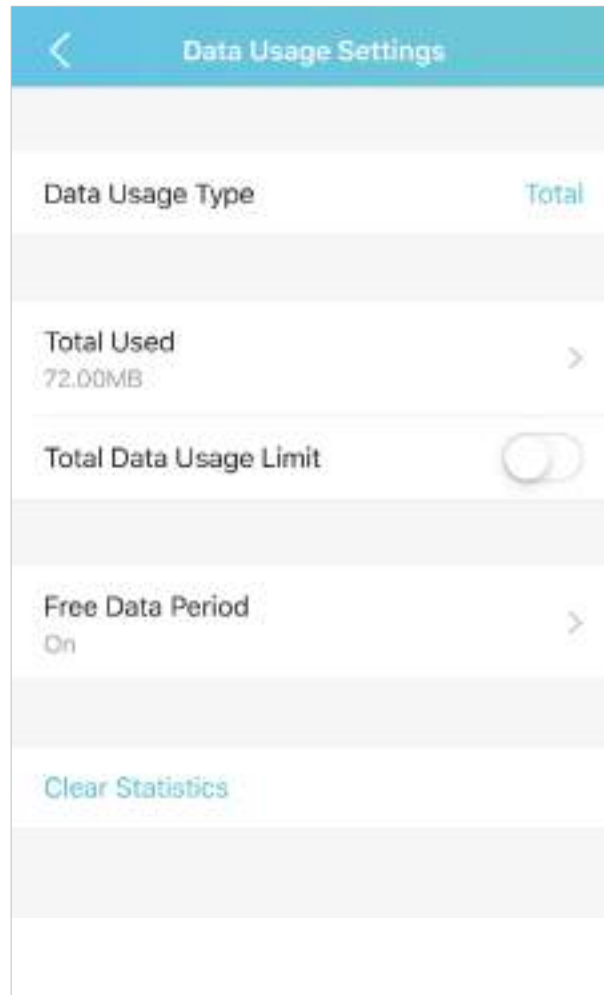 Data Usage Settings
Data Usage Type
Total
Total Used
72.00MB
Total Data Usage Limit
Free Data Period
On
Clear Statistics